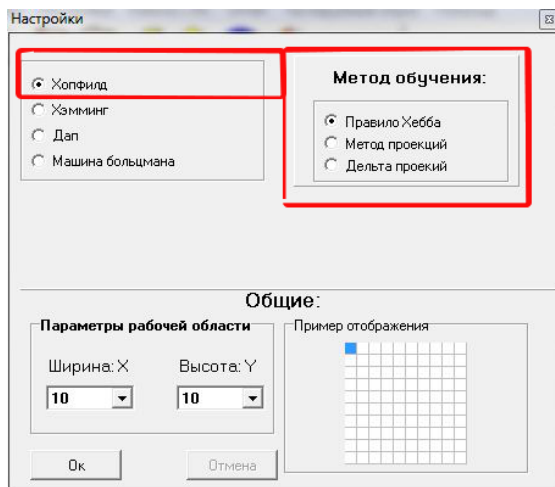 Настройки
Хопфилд
Хэмминг
Дап
Машина больцмана
Метод обучения:
Правило Хебба
Метод проекций
Дельта проекий
Общие:
Параметры рабочей области
Ширина: X
Высота: Y
10
10
Пример отображения
Ок
Отмена